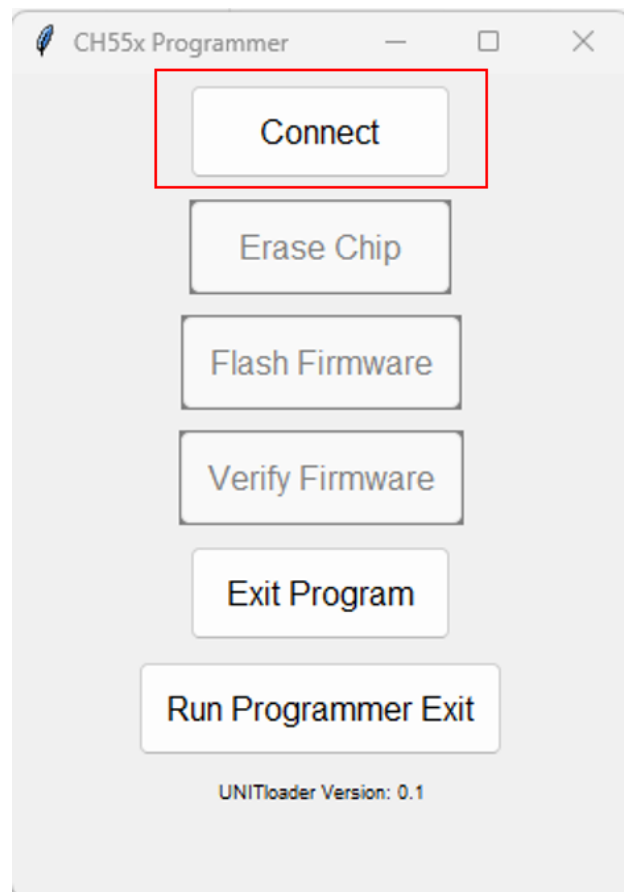 CH55x Programmer
Connect
Erase Chip
Flash Firmware
Verify Firmware
Exit Program
Run Programmer Exit
UNITloader Version: 0.1